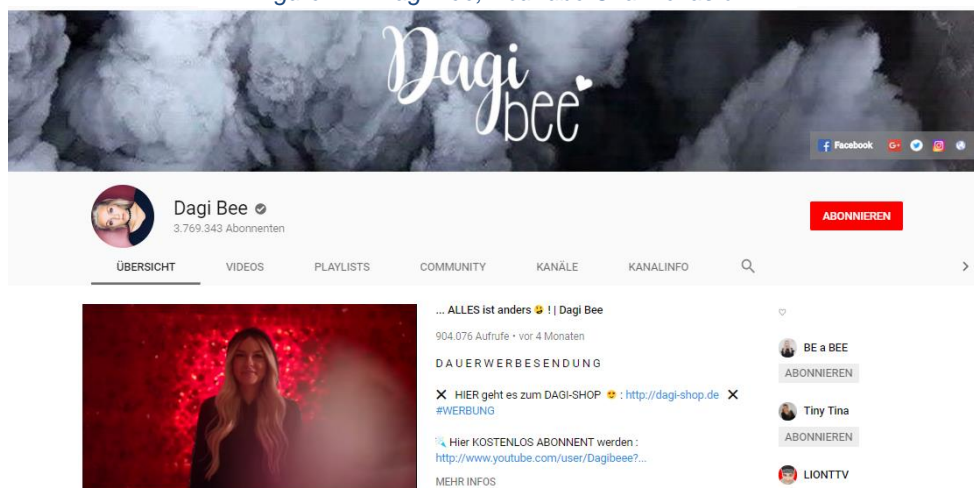 Dagi
bee
Facebook
Dagi Bee
3.769.343 Abonnenten
ABONNIEREN
ÜBERSICHT VIDEOS PLAYLISTS COMMUNITY KANÄLE KANALINFO
... ALLES ist anders 😜 ! | Dagi Bee
904.076 Aufrufe • vor 4 Monaten
D A U E R W E R B E S E N D U N G
❌ HIER geht es zum DAGI-SHOP 😍 : http://dagi-shop.de ❌
#WERBUNG
Hier KOSTENLOS ABONNENT werden :
http://www.youtube.com/user/Dagibeee?...
MEHR INFOS
BE a BEE
ABONNIEREN
Tiny Tina
ABONNIEREN
LIONTTV